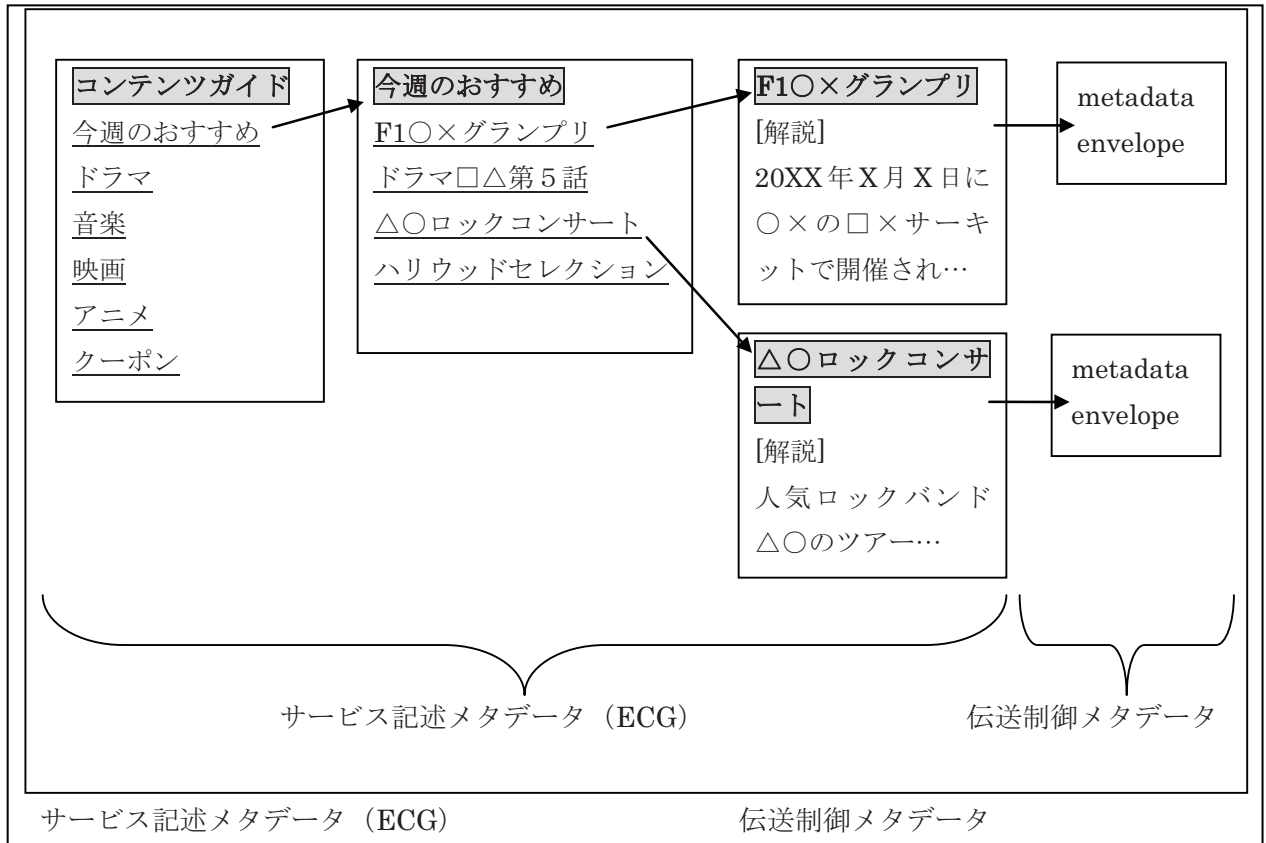 コンテンツガイド
今週のおすすめ
ドラマ
音楽
映画
アニメ
クーポン
今週のおすすめ
F1○×グランプリ
ドラマ□△第５話
△○ロックコンサート
ハリウッドセレクション
F1○×グランプリ
[解説]
20XX 年 X 月 X 日に
○×の□×サーキ
ットで開催され…
metadata
envelope
△○ロックコンサ
ート
[解説]
人気ロックバンド
△○のツアー…
metadata
envelope
サービス記述メタデータ（ECG）
伝送制御メタデータ
サービス記述メタデータ（ECG）
伝送制御メタデータ